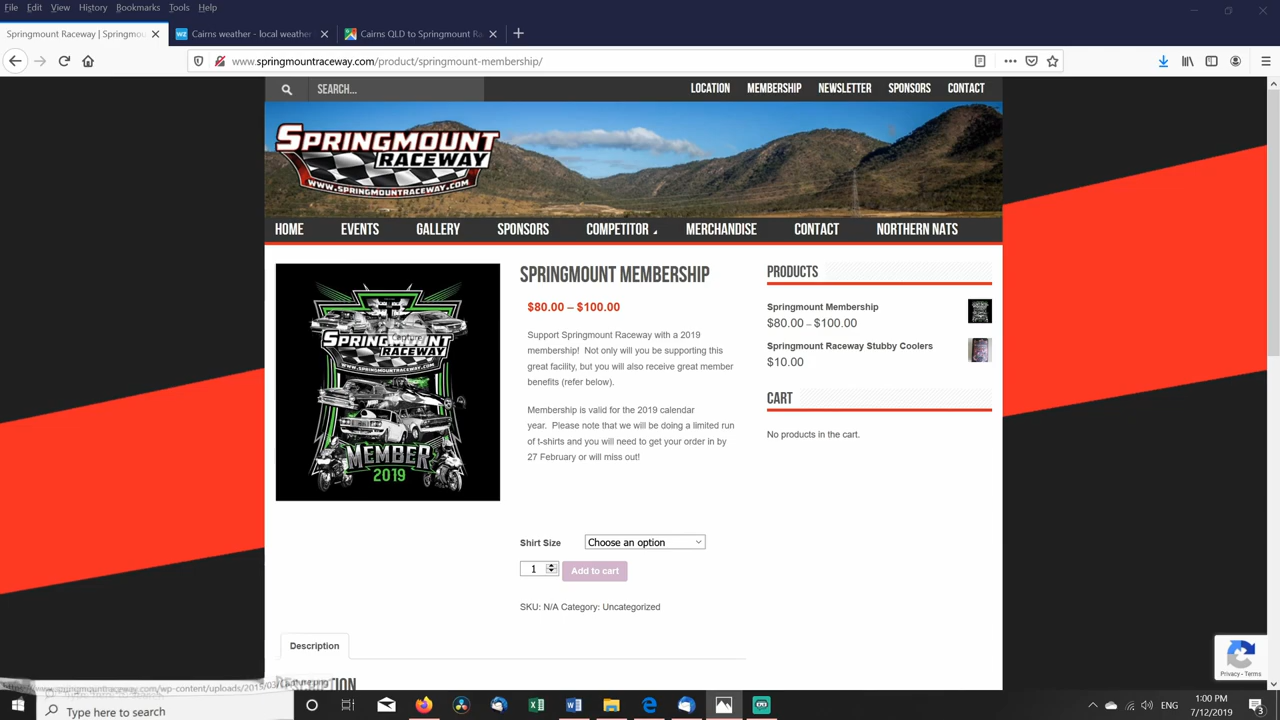 File Edit View History Bookmarks Tools Help
Springmount Raceway | Springmou
Cairns weather - local weather
Cairns QLD to Springmount Ra
www.springmountraceway.com/product/springmount-membership/
SEARCH...
LOCATION MEMBERSHIP NEWSLETTER SPONSORS CONTACT
SPRINGMOUNT
RACEWAY
WWW.SPRINGMOUNTRACEWAY.COM
HOME EVENTS GALLERY SPONSORS COMPETITOR MERCHANDISE CONTACT NORTHERN NATS
SPRINGMOUNT
RACEWAY
WWW.SPRINGMOUNTRACEWAY.COM
MEMBER
2019
SPRINGMOUNT MEMBERSHIP
$80.00 – $100.00
Support Springmount Raceway with a 2019
membership! Not only will you be supporting this
great facility, but you will also receive great member
benefits (refer below).
Membership is valid for the 2019 calendar
year. Please note that we will be doing a limited run
of t-shirts and you will need to get your order in by
27 February or will miss out!
Shirt Size
Choose an option
1
Add to cart
SKU: N/A Category: Uncategorized
PRODUCTS
Springmount Membership
$80.00 – $100.00
Springmount Raceway Stubby Coolers
$10.00
CART
No products in the cart.
Description
DESCRIPTION
Privacy - Terms
Type here to search
ENG
1:00 PM
7/12/2019
3